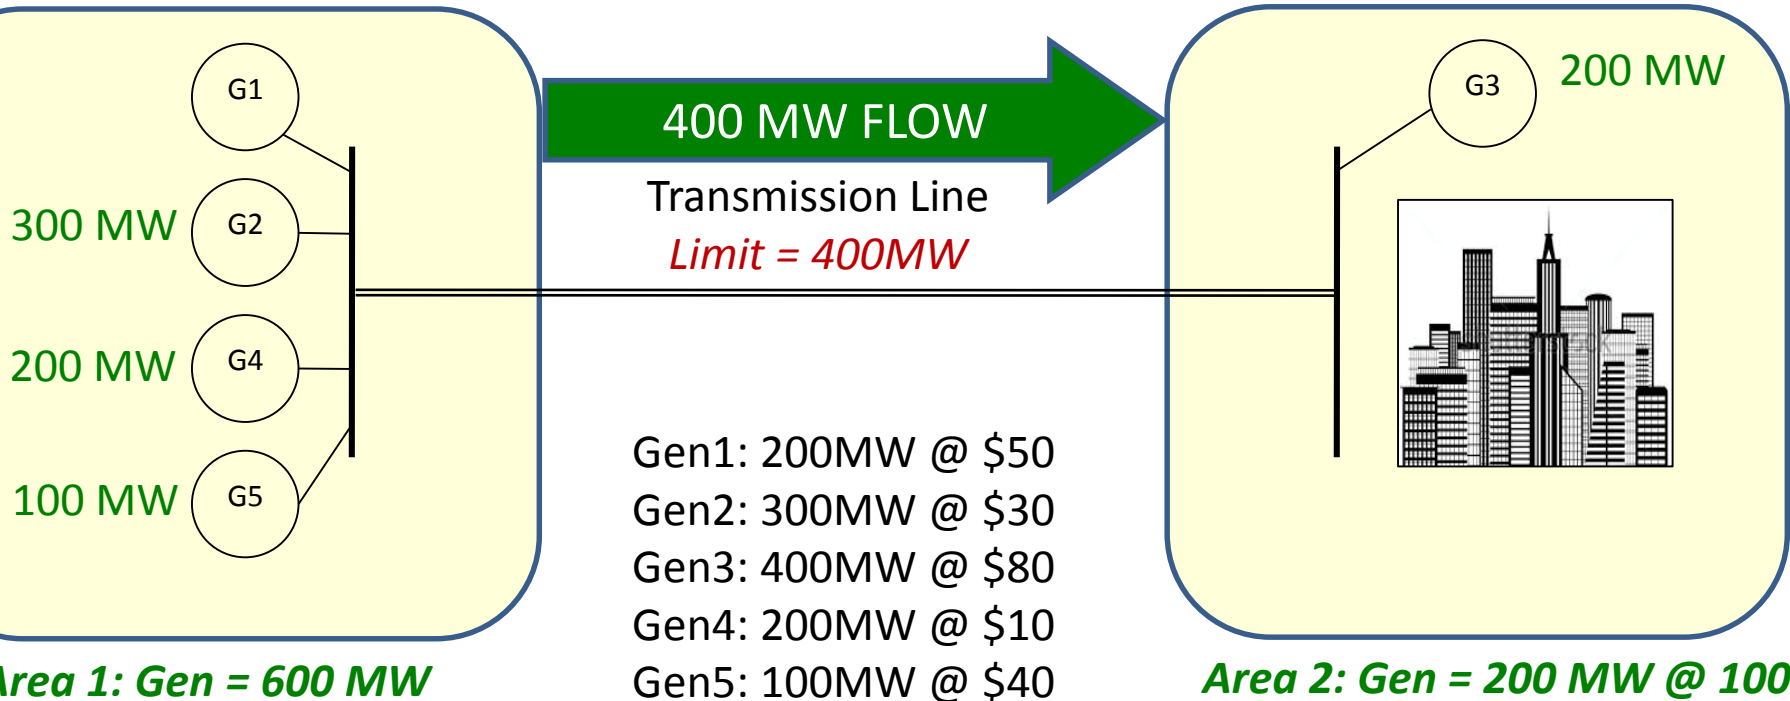 G1
300 MW
G2
200 MW
G4
100 MW
G5
Area 1: Gen = 600 MW
400 MW FLOW
Transmission Line
Limit = 400MW
Gen1: 200MW @ $50
Gen2: 300MW @ $30
Gen3: 400MW @ $80
Gen4: 200MW @ $10
Gen5: 100MW @ $40
G3
200 MW
Area 2: Gen = 200 MW @ 100